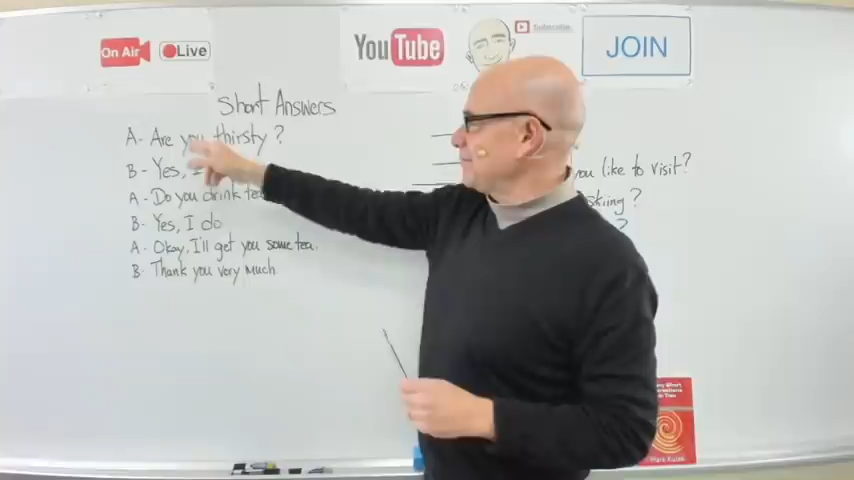 On Air
Live
YouTube
Subscribe
JOIN
Short Answers
A- Are you thirsty?
B- Yes, I
A- Do you drink tea
B- Yes, I do
A- Okay, I'll get you some tea.
B- Thank you very much.
you like to visit?
skiing?
?